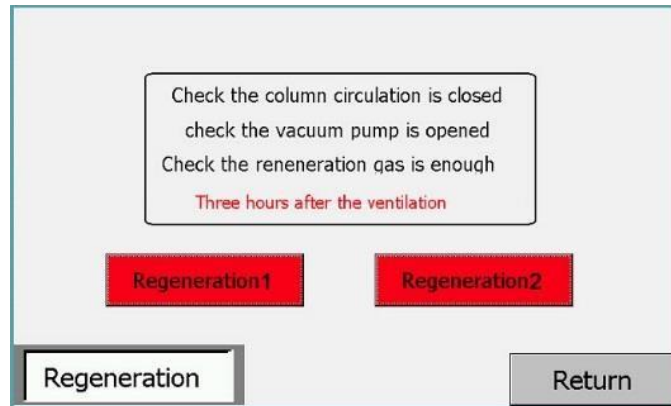 Check the column circulation is closed
check the vacuum pump is opened
Check the reneneration gas is enough
Three hours after the ventilation
Regeneration1 Regeneration2
Regeneration
Return